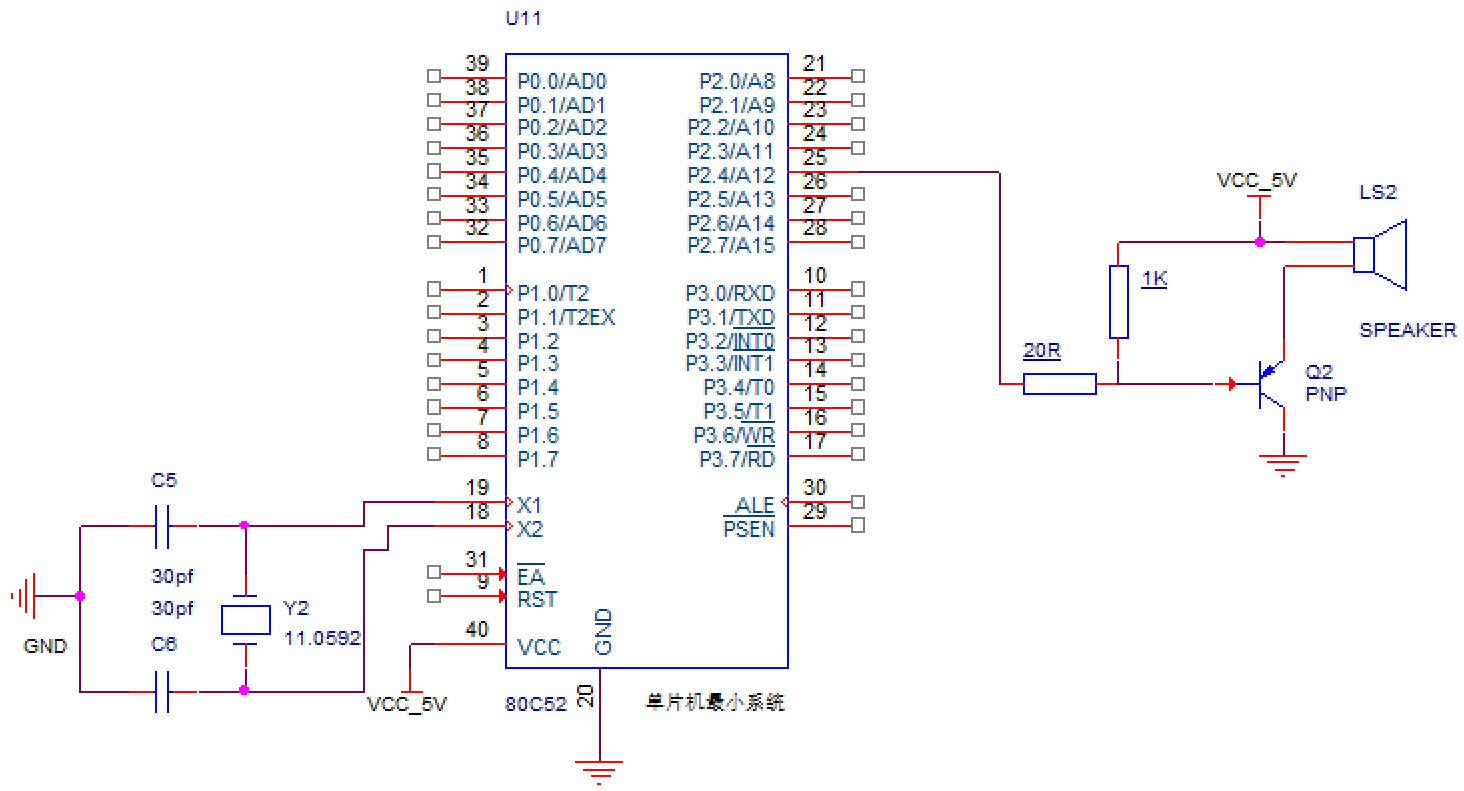 U11
39 P0.0/AD0
38 P0.1/AD1
37 P0.2/AD2
36 P0.3/AD3
35 P0.4/AD4
34 P0.5/AD5
33 P0.6/AD6
32 P0.7/AD7
1 P1.0/T2
2 P1.1/T2EX
3 P1.2
4 P1.3
5 P1.4
6 P1.5
7 P1.6
8 P1.7
19 X1
18 X2
31 EA
9 RST
40 VCC
GND
20
P2.0/A8 21
P2.1/A9 22
P2.2/A10 23
P2.3/A11 24
P2.4/A12 25
P2.5/A13 26
P2.6/A14 27
P2.7/A15 28
P3.0/RXD 10
P3.1/TXD 11
P3.2/INT0 12
P3.3/INT1 13
P3.4/T0 14
P3.5/T1 15
P3.6/WR 16
P3.7/RD 17
ALE 30
PSEN 29
80C52
单片机最小系统
C5
30pf
30pf
C6
GND
Y2
11.0592
VCC_5V
VCC_5V
LS2
1K
SPEAKER
20R
Q2
PNP